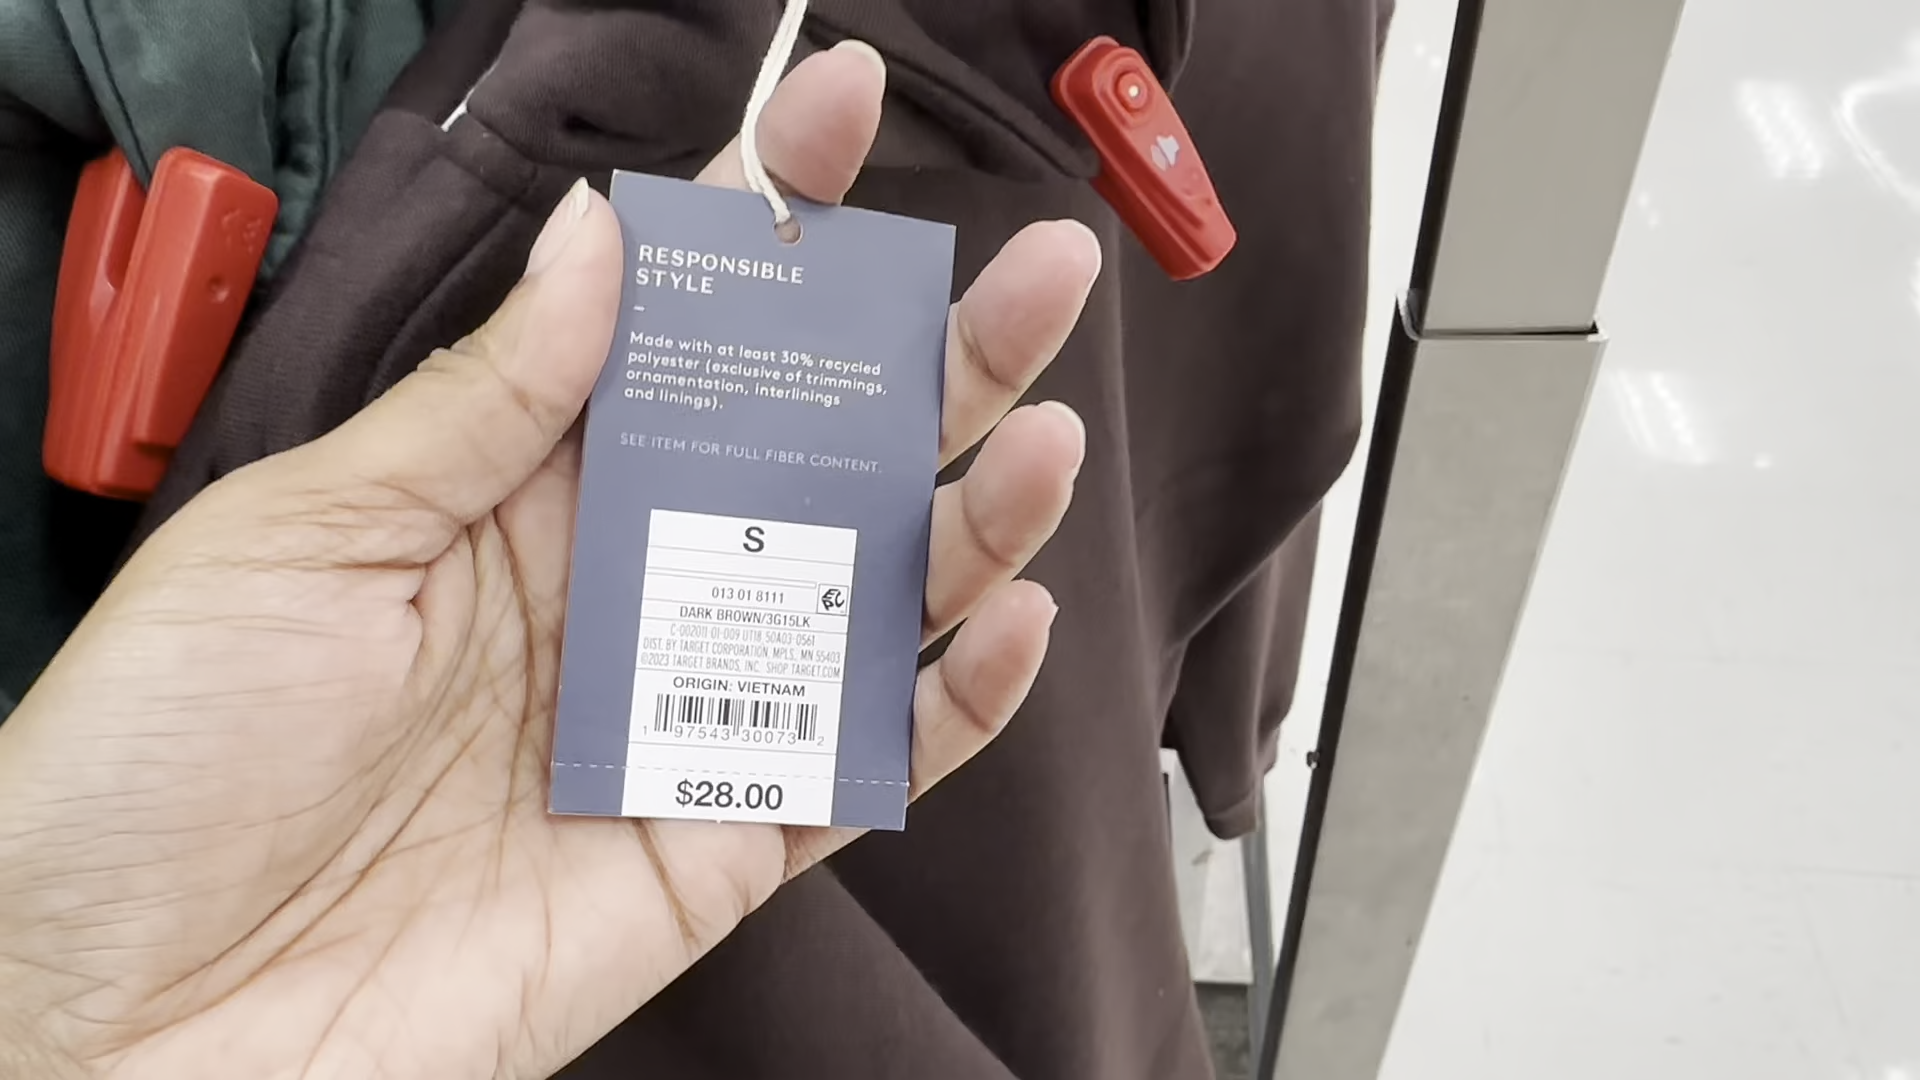 RESPONSIBLE
STYLE
–
Made with at least 30% recycled
polyester (exclusive of trimmings,
ornamentation, interlinings
and linings).
SEE ITEM FOR FULL FIBER CONTENT.
S
013 01 8111
DARK BROWN/3G15LK
C-002011-01-009 UT18 50A03-0561
DIST. BY TARGET CORPORATION, MPLS., MN 55403
©2023 TARGET BRANDS, INC. SHOP TARGET.COM
ORIGIN: VIETNAM
1 97543 30073 2
$28.00